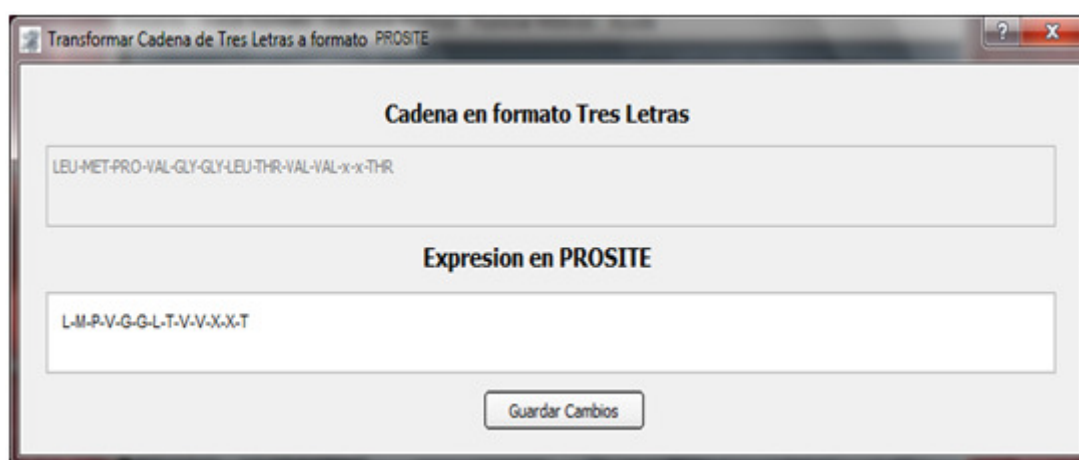 Transformar Cadena de Tres Letras a formato PROSITE
? X
Cadena en formato Tres Letras
LEU-MET-PRO-VAL-GLY-GLY-LEU-THR-VAL-VAL-x-x-THR
Expresion en PROSITE
L-M-P-V-G-G-L-T-V-V-X-X-T
Guardar Cambios